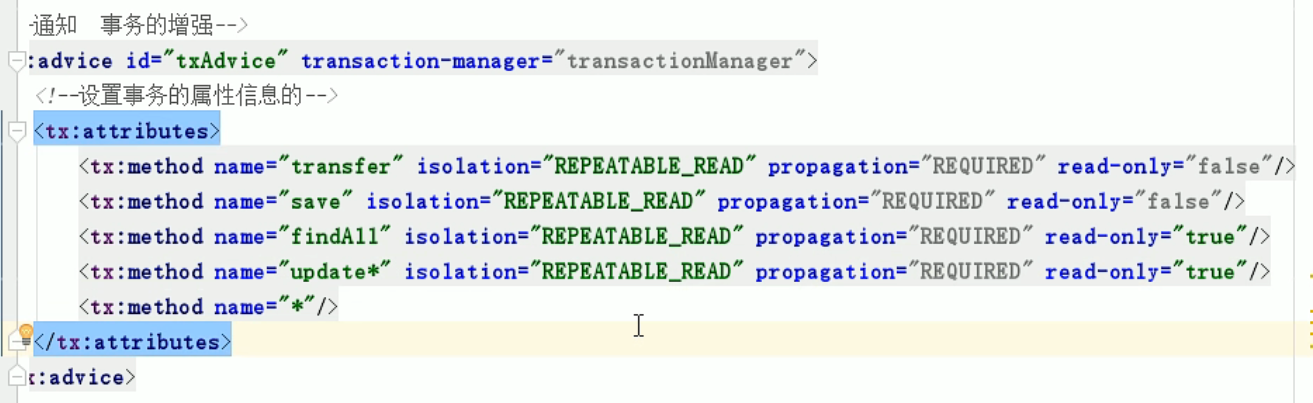 -通知 事务的增强-->
:advice id="txAdvice" transaction-manager="transactionManager">
<!--设置事务的属性信息的-->
<tx:attributes>
<tx:method name="transfer" isolation="REPEATABLE_READ" propagation="REQUIRED" read-only="false"/>
<tx:method name="save" isolation="REPEATABLE_READ" propagation="REQUIRED" read-only="false"/>
<tx:method name="findAll" isolation="REPEATABLE_READ" propagation="REQUIRED" read-only="true"/>
<tx:method name="update*" isolation="REPEATABLE_READ" propagation="REQUIRED" read-only="true"/>
<tx:method name="*"/>
</tx:attributes>
x:advice>